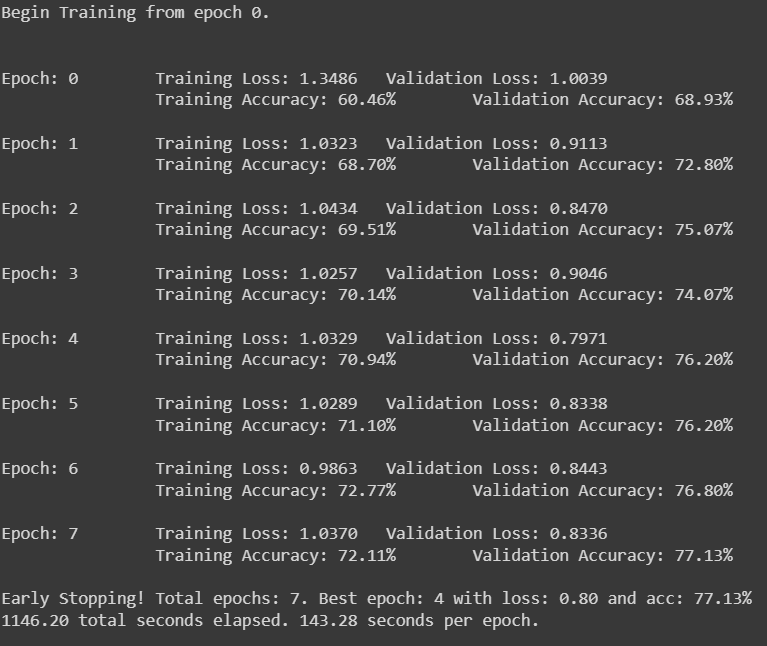 Begin Training from epoch 0.
Epoch: 0 Training Loss: 1.3486 Validation Loss: 1.0039
Training Accuracy: 60.46% Validation Accuracy: 68.93%
Epoch: 1 Training Loss: 1.0323 Validation Loss: 0.9113
Training Accuracy: 68.70% Validation Accuracy: 72.80%
Epoch: 2 Training Loss: 1.0434 Validation Loss: 0.8470
Training Accuracy: 69.51% Validation Accuracy: 75.07%
Epoch: 3 Training Loss: 1.0257 Validation Loss: 0.9046
Training Accuracy: 70.14% Validation Accuracy: 74.07%
Epoch: 4 Training Loss: 1.0329 Validation Loss: 0.7971
Training Accuracy: 70.94% Validation Accuracy: 76.20%
Epoch: 5 Training Loss: 1.0289 Validation Loss: 0.8338
Training Accuracy: 71.10% Validation Accuracy: 76.20%
Epoch: 6 Training Loss: 0.9863 Validation Loss: 0.8443
Training Accuracy: 72.77% Validation Accuracy: 76.80%
Epoch: 7 Training Loss: 1.0370 Validation Loss: 0.8336
Training Accuracy: 72.11% Validation Accuracy: 77.13%
Early Stopping! Total epochs: 7. Best epoch: 4 with loss: 0.80 and acc: 77.13%
1146.20 total seconds elapsed. 143.28 seconds per epoch.